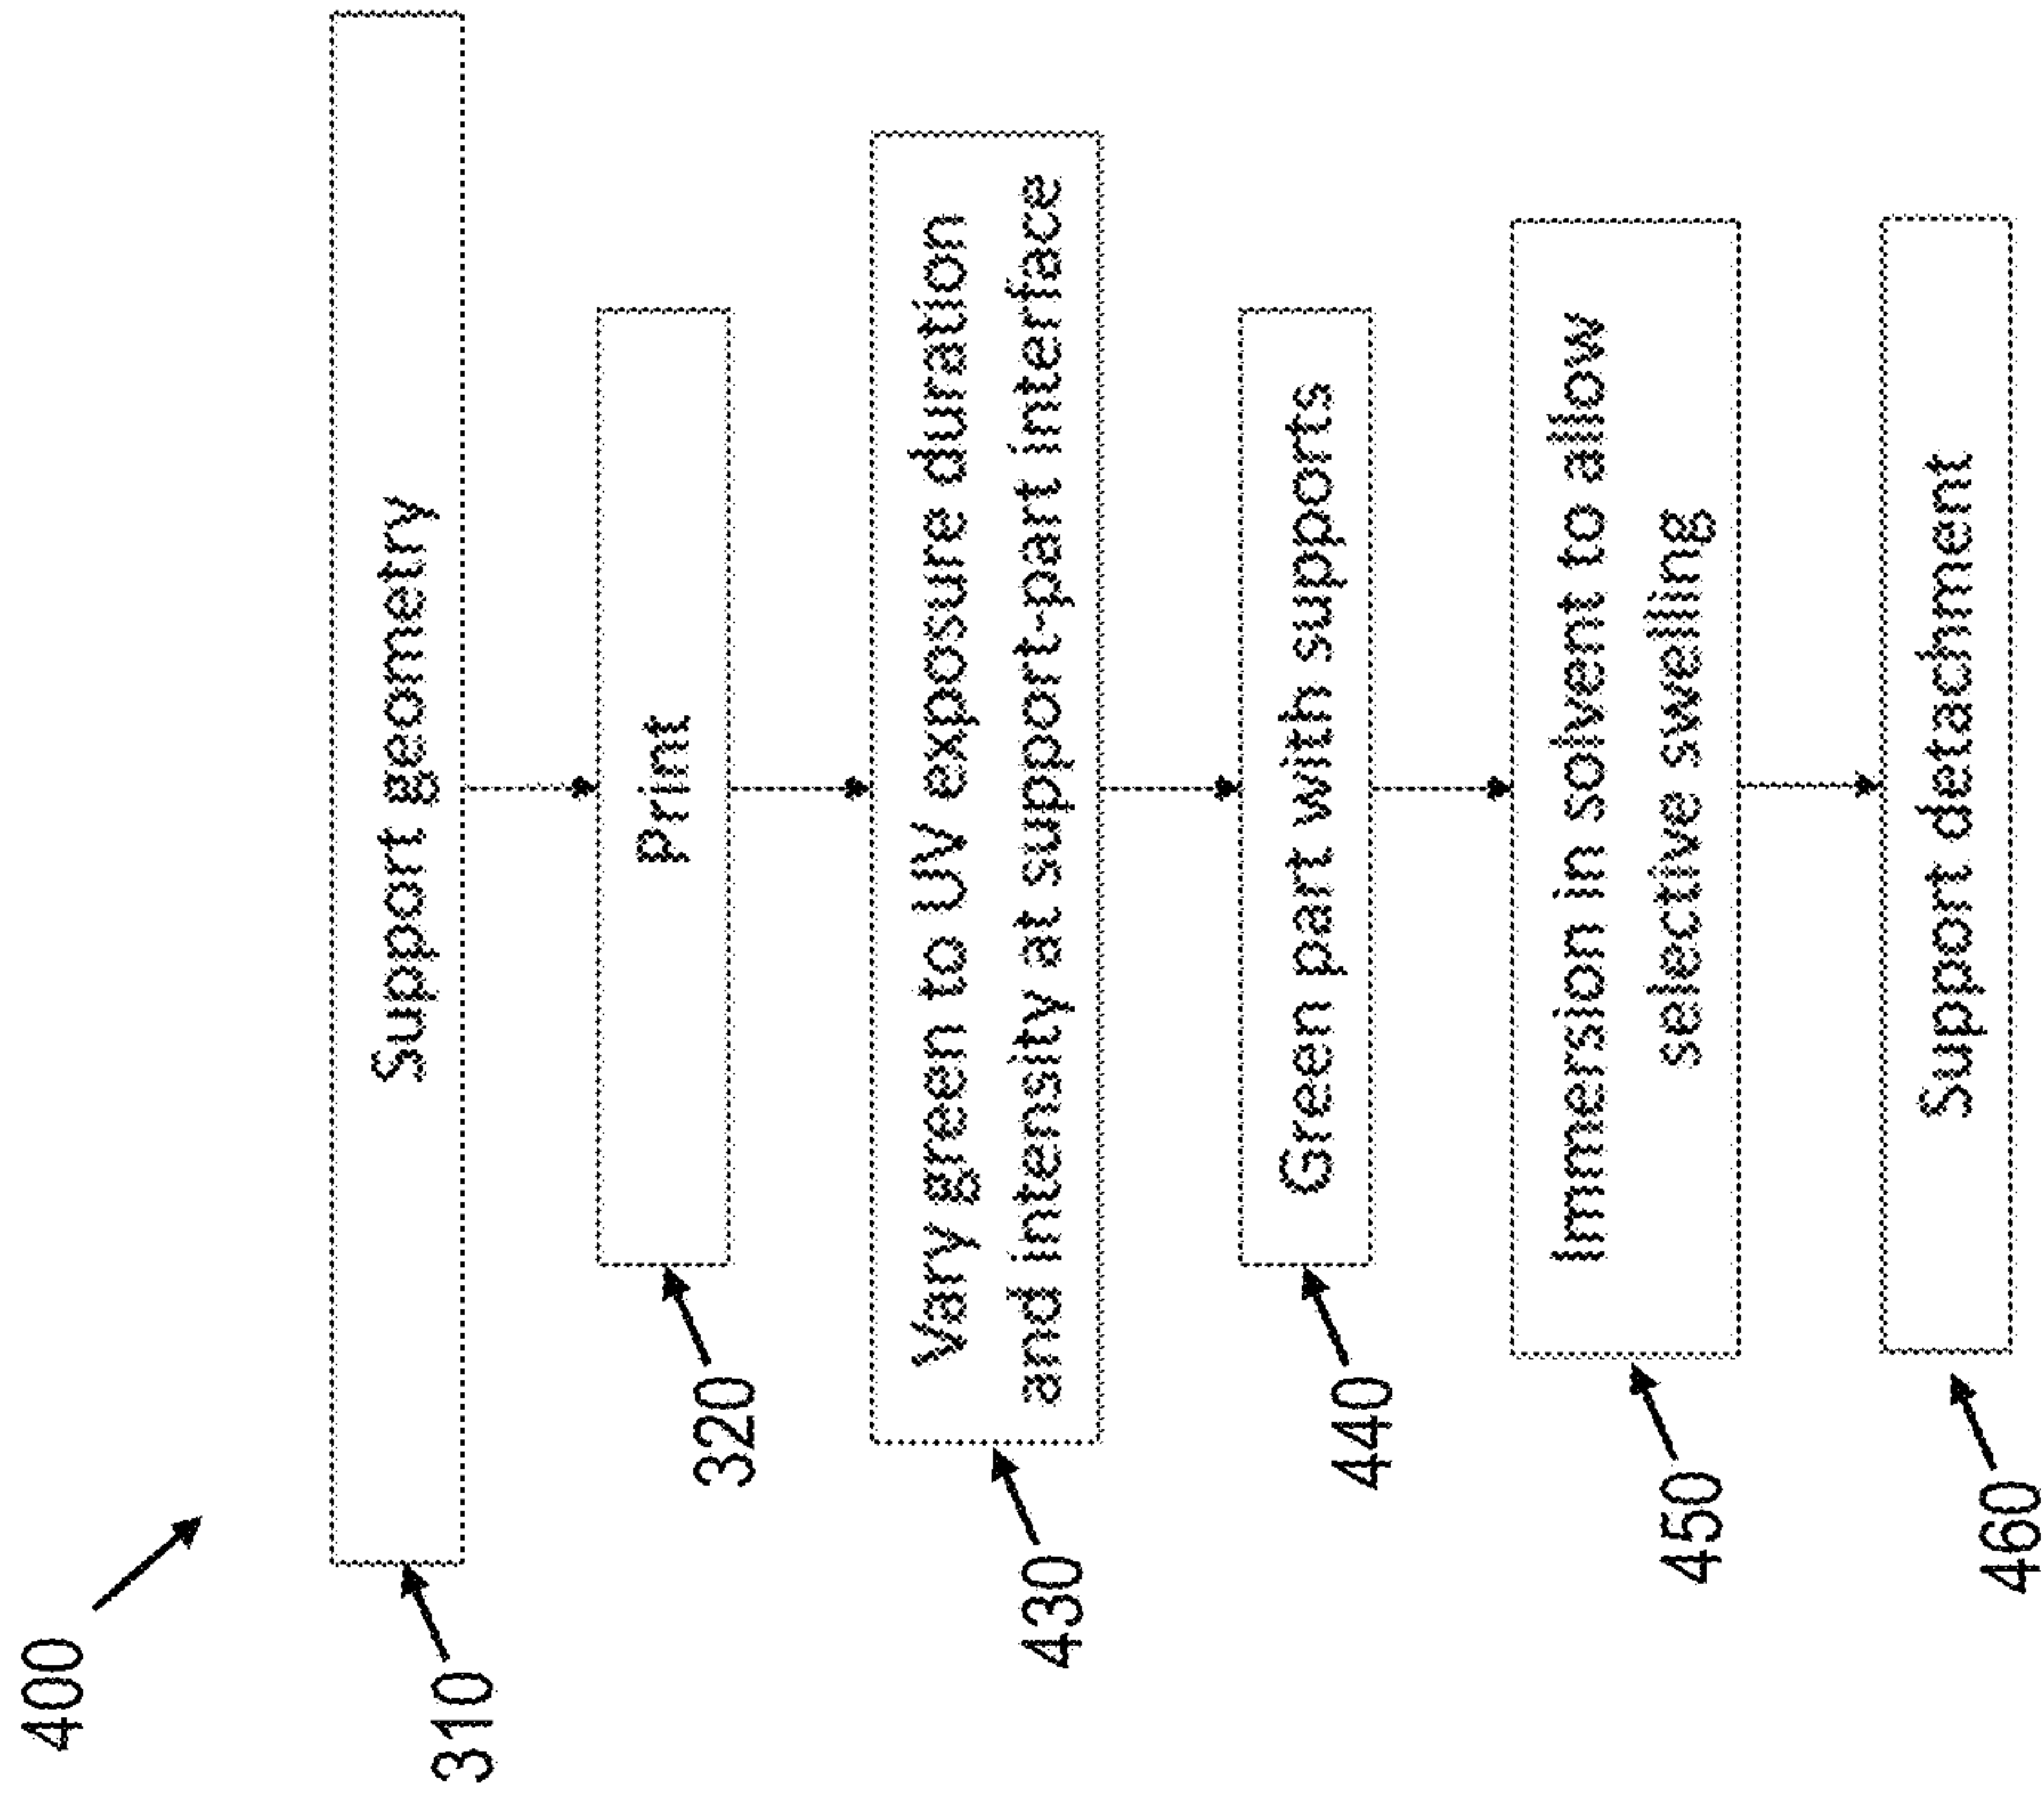 400
310
Support geometry
320
Print
430
Vary green to UV exposure duration
and intensity at support-part interface
440
Green part with supports
450
Immersion in solvent to allow
selective swelling
460
Support detachment